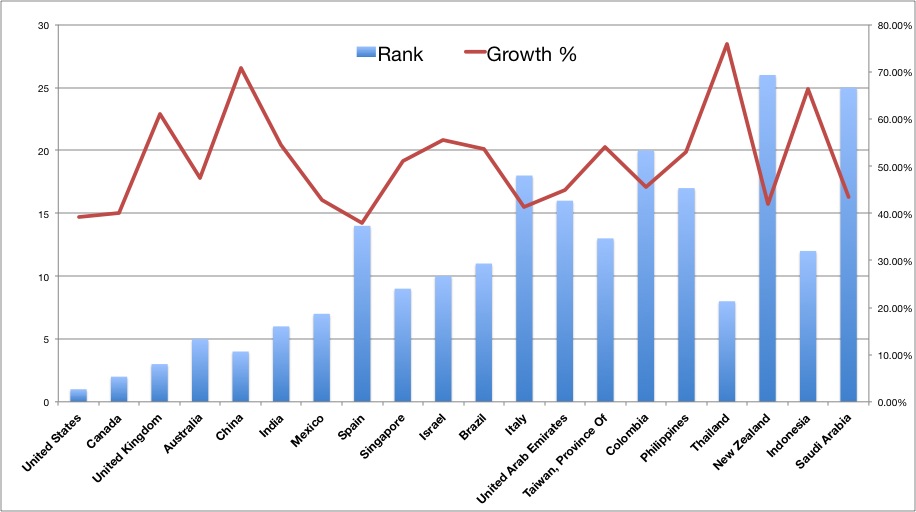 Rank Growth %
30
25
20
15
10
5
0
80.00%
70.00%
60.00%
50.00%
40.00%
30.00%
20.00%
10.00%
0.00%
United States
Canada
United Kingdom
Australia
China
India
Mexico
Spain
Singapore
Israel
Brazil
Italy
United Arab Emirates
Taiwan, Province Of
Colombia
Philippines
Thailand
New Zealand
Indonesia
Saudi Arabia